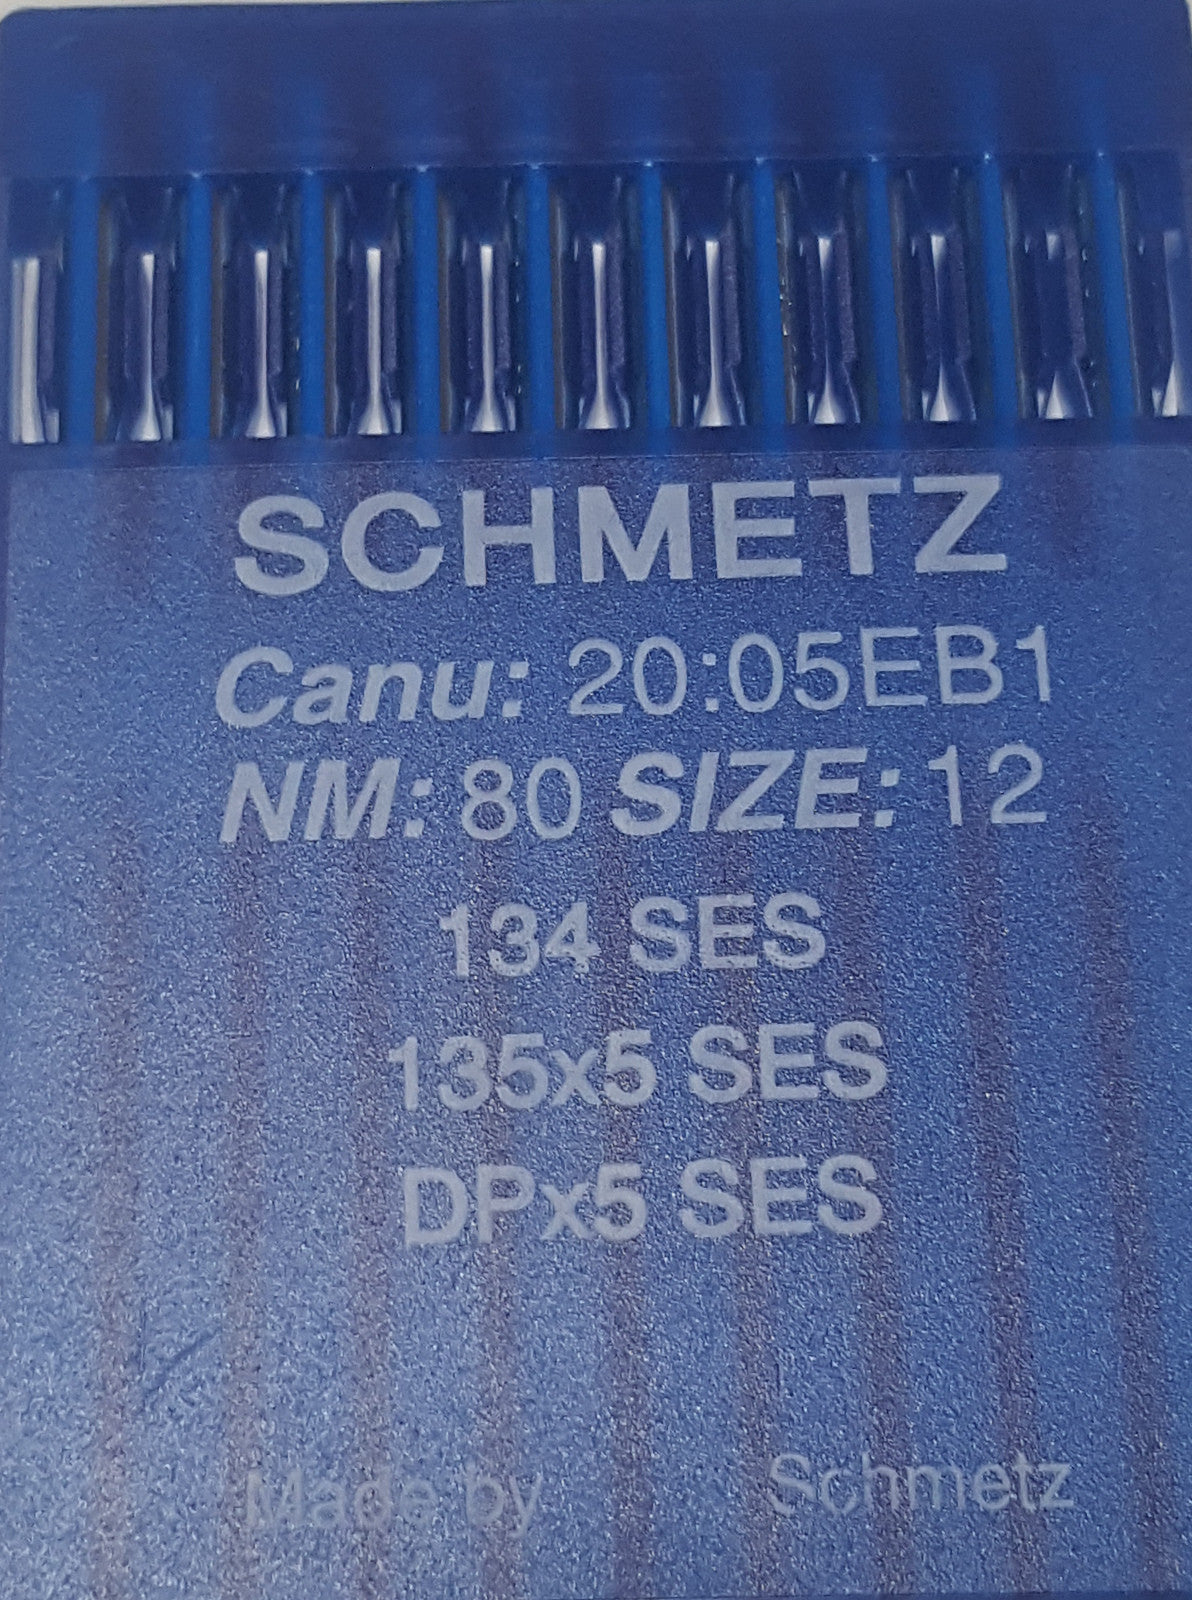 SCHMETZ
Canu: 20:05EB1
NM: 80 SIZE: 12
134 SES
135x5 SES
DPx5 SES
Made by Schmetz